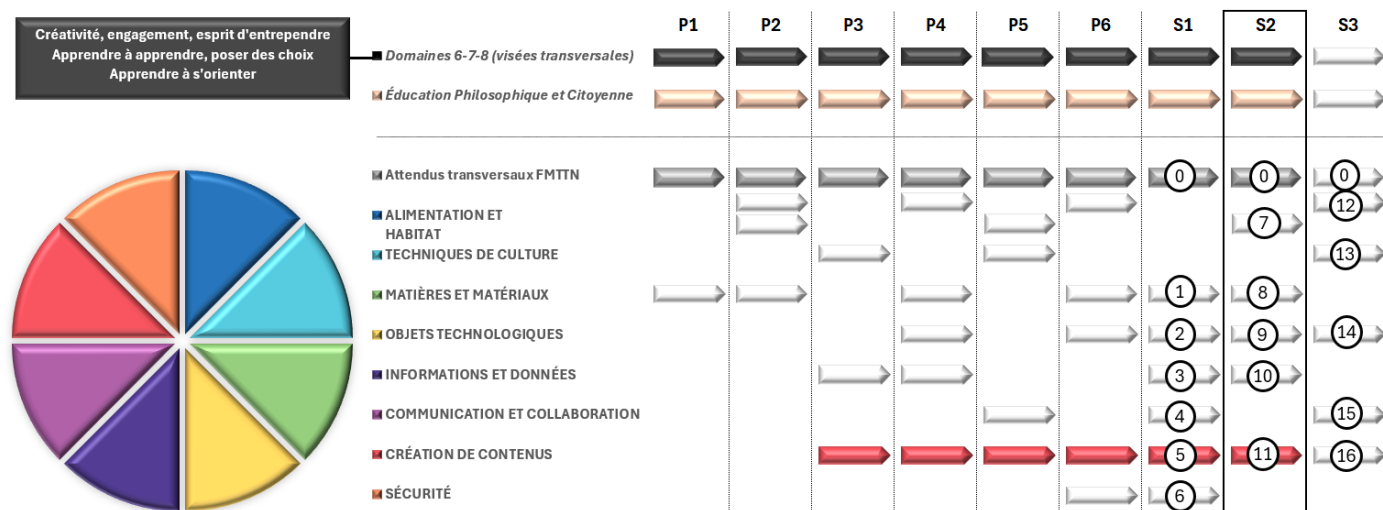 Créativité, engagement, esprit d'entrependre
Apprendre à apprendre, poser des choix
Apprendre à s'orienter
P1 P2 P3 P4 P5 P6 S1 S2 S3
Domaines 6-7-8 (visées transversales)
Éducation Philosophique et Citoyenne
Attendus transversaux FMTTN 0 0 0
12
ALIMENTATION ET
HABITAT 7
TECHNIQUES DE CULTURE 13
MATIÈRES ET MATÉRIAUX 1 8
OBJETS TECHNOLOGIQUES 2 9 14
INFORMATIONS ET DONNÉES 3 10
COMMUNICATION ET COLLABORATION 4 15
CRÉATION DE CONTENUS 5 11 16
SÉCURITÉ 6